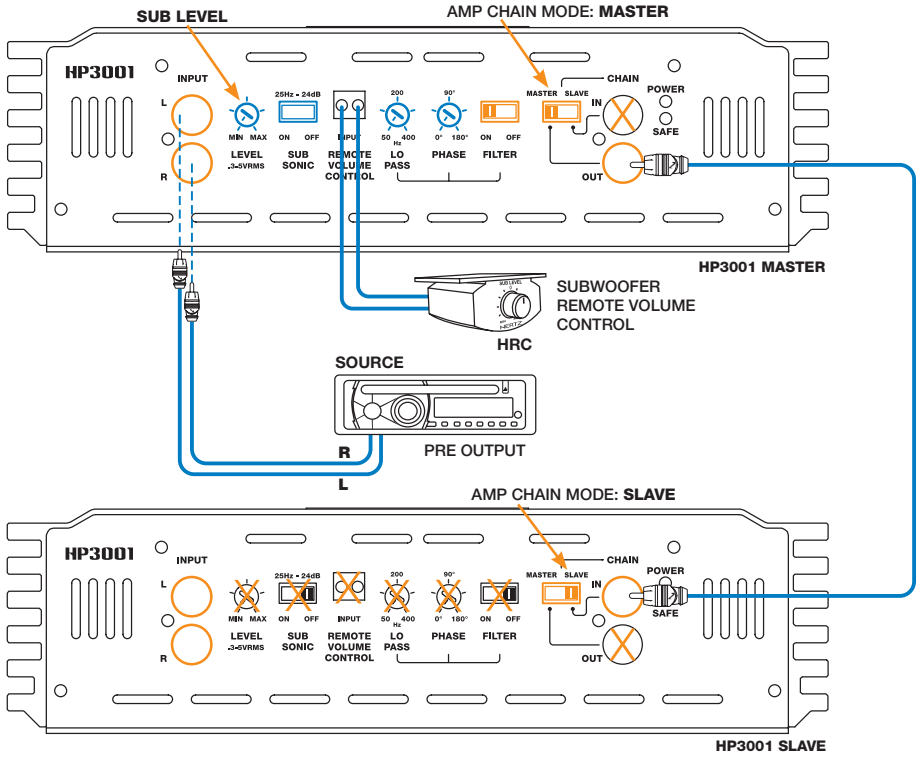 SUB LEVEL
AMP CHAIN MODE: MASTER
HP3001
INPUT
L
R
MIN MAX
LEVEL
.3-5VRMS
25Hz - 24dB
ON OFF
SUB
SONIC
INPUT
REMOTE
VOLUME
CONTROL
200
50 400
Hz
LO
PASS
90°
0° 180°
PHASE
ON OFF
FILTER
MASTER SLAVE
CHAIN
IN
OUT
POWER
SAFE
HP3001 MASTER
SUB LEVEL
HERTZ
SUBWOOFER
REMOTE VOLUME
CONTROL
HRC
SOURCE
R
L
PRE OUTPUT
AMP CHAIN MODE: SLAVE
HP3001
INPUT
L
R
MIN MAX
LEVEL
.3-5VRMS
25Hz - 24dB
ON OFF
SUB
SONIC
INPUT
REMOTE
VOLUME
CONTROL
200
50 400
Hz
LO
PASS
90°
0° 180°
PHASE
ON OFF
FILTER
MASTER SLAVE
CHAIN
IN
OUT
POWER
SAFE
HP3001 SLAVE